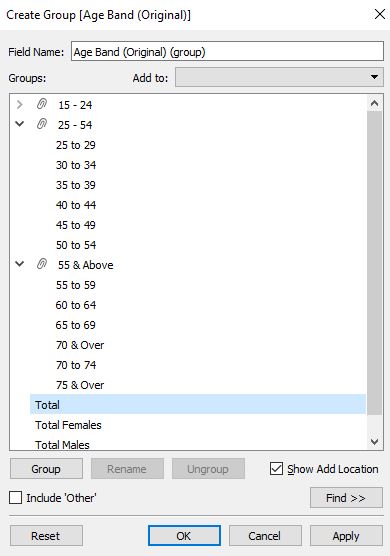 Create Group [Age Band (Original)]
Field Name: Age Band (Original) (group)
Groups: Add to:
15 - 24
25 - 54
25 to 29
30 to 34
35 to 39
40 to 44
45 to 49
50 to 54
55 & Above
55 to 59
60 to 64
65 to 69
70 & Over
70 to 74
75 & Over
Total
Total Females
Total Males
Group Rename Ungroup Show Add Location
Include 'Other' Find >>
Reset OK Cancel Apply